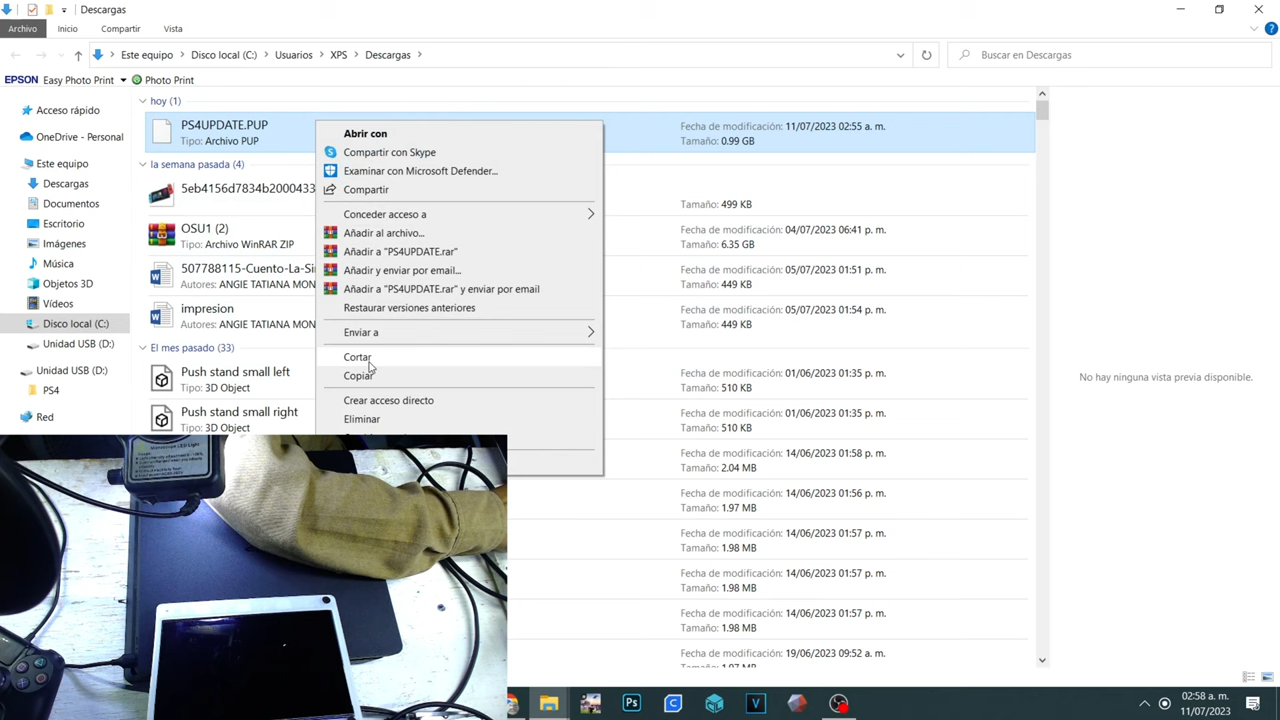 Descargas
Archivo Inicio Compartir Vista
Este equipo Disco local (C:) Usuarios XPS Descargas
Buscar en Descargas
EPSON Easy Photo Print Photo Print
Acceso rápido
OneDrive - Personal
Este equipo
Descargas
Documentos
Escritorio
Imágenes
Música
Objetos 3D
Vídeos
Disco local (C:)
Unidad USB (D:)
Unidad USB (D:)
PS4
Red
hoy (1)
PS4UPDATE.PUP
Tipo: Archivo PUP
Fecha de modificación: 11/07/2023 02:55 a. m.
Tamaño: 0.99 GB
la semana pasada (4)
5eb4156d7834b2000433
Tamaño: 499 KB
OSU1 (2)
Tipo: Archivo WinRAR ZIP
Fecha de modificación: 04/07/2023 06:41 p. m.
Tamaño: 6.35 GB
507788115-Cuento-La-Si
Autores: ANGIE TATIANA MON
Fecha de modificación: 05/07/2023 01:51 p. m.
Tamaño: 449 KB
impresion
Autores: ANGIE TATIANA MON
Fecha de modificación: 05/07/2023 01:54 p. m.
Tamaño: 449 KB
El mes pasado (33)
Push stand small left
Tipo: 3D Object
Fecha de modificación: 01/06/2023 01:35 p. m.
Tamaño: 510 KB
Push stand small right
Tipo: 3D Object
Fecha de modificación: 01/06/2023 01:35 p. m.
Tamaño: 510 KB
Fecha de modificación: 14/06/2023 01:58 p. m.
Tamaño: 2.04 MB
Fecha de modificación: 14/06/2023 01:56 p. m.
Tamaño: 1.97 MB
Fecha de modificación: 14/06/2023 01:57 p. m.
Tamaño: 1.98 MB
Fecha de modificación: 14/06/2023 01:57 p. m.
Tamaño: 1.98 MB
Fecha de modificación: 14/06/2023 01:57 p. m.
Tamaño: 1.98 MB
Fecha de modificación: 19/06/2023 09:52 a. m.
Tamaño: 1.97 MB
Abrir con
Compartir con Skype
Examinar con Microsoft Defender...
Compartir
Conceder acceso a
Añadir al archivo...
Añadir a "PS4UPDATE.rar"
Añadir y enviar por email...
Añadir a "PS4UPDATE.rar" y enviar por email
Restaurar versiones anteriores
Enviar a
Cortar
Copiar
Crear acceso directo
Eliminar
No hay ninguna vista previa disponible.
Ps
V
02:58 a. m.
11/07/2023